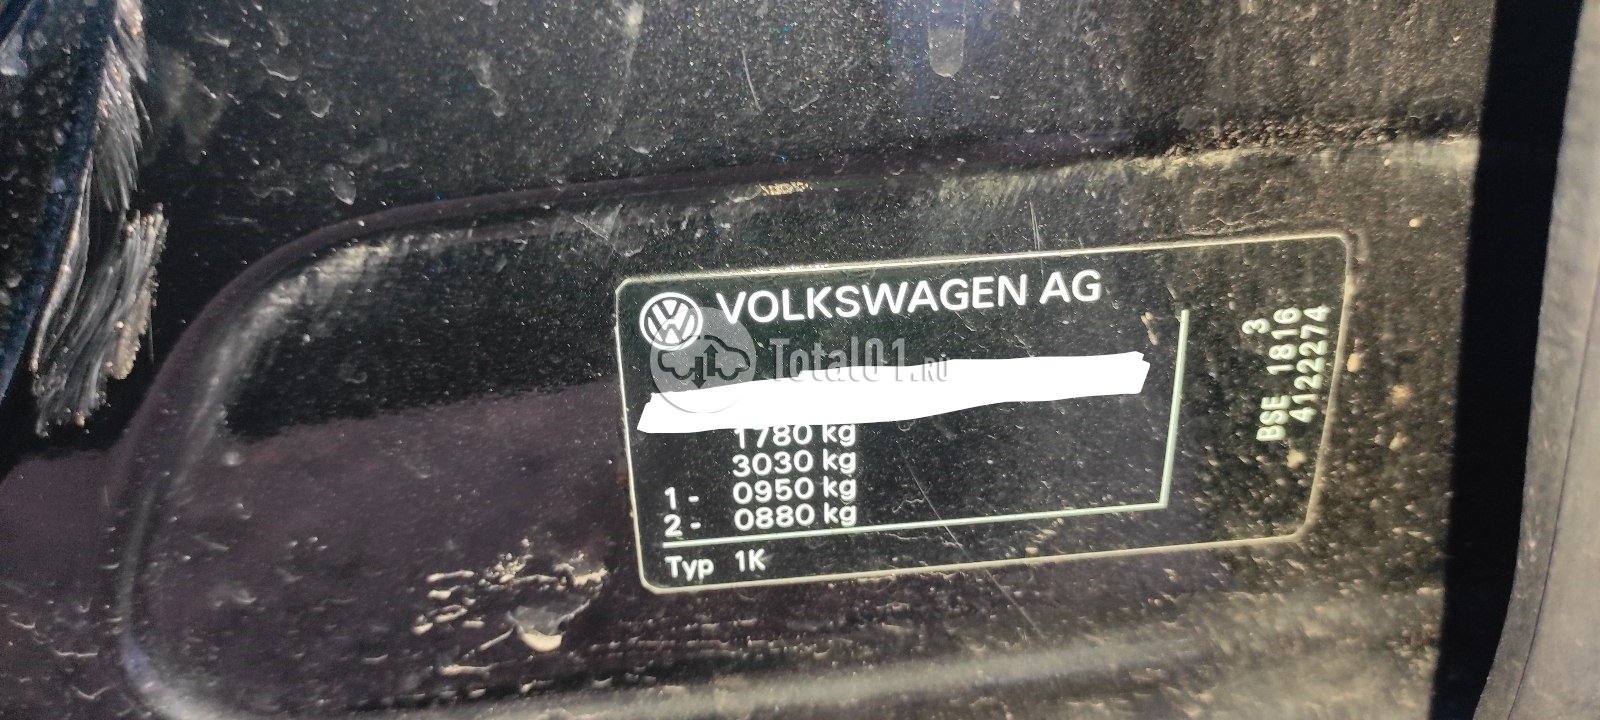 VOLKSWAGEN AG
Total01.RU
1780 kg
3030 kg
1- 0950 kg
2- 0880 kg
Typ 1K
3
BSE 1816
4122274